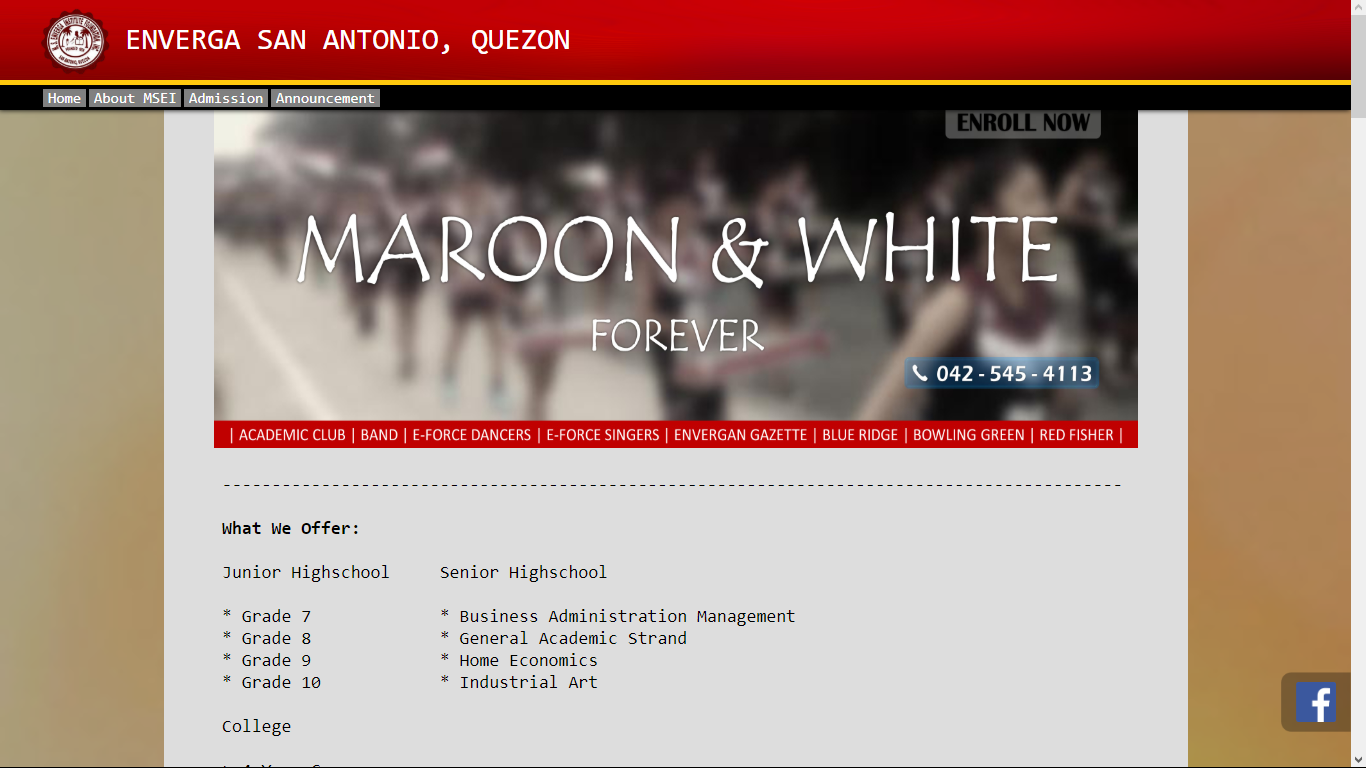 ENVERGA SAN ANTONIO, QUEZON
Home About MSEI Admission Announcement
ENROLL NOW
MAROON & WHITE
FOREVER
042 - 545 - 4113
| ACADEMIC CLUB | BAND | E-FORCE DANCERS | E-FORCE SINGERS | ENVERGAN GAZETTE | BLUE RIDGE | BOWLING GREEN | RED FISHER |
What We Offer:
Junior Highschool Senior Highschool
* Grade 7 * Business Administration Management
* Grade 8 * General Academic Strand
* Grade 9 * Home Economics
* Grade 10 * Industrial Art
College